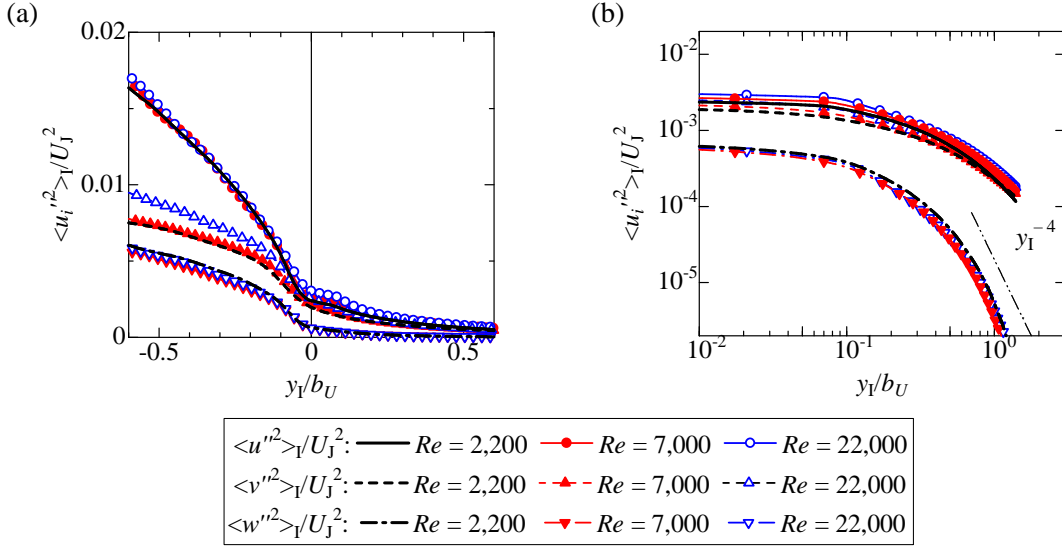 (a)
(b)
<u_i''^2>_I/U_J^2
0.02
0.01
0
-0.5 0 0.5
y_I/b_U
<u_i''^2>_I/U_J^2
10^-2
10^-3
10^-4
10^-5
y_I^-4
10^-2 10^-1 10^0
y_I/b_U
<u''^2>_I/U_J^2: Re = 2,200 Re = 7,000 Re = 22,000
<v''^2>_I/U_J^2: Re = 2,200 Re = 7,000 Re = 22,000
<w''^2>_I/U_J^2: Re = 2,200 Re = 7,000 Re = 22,000